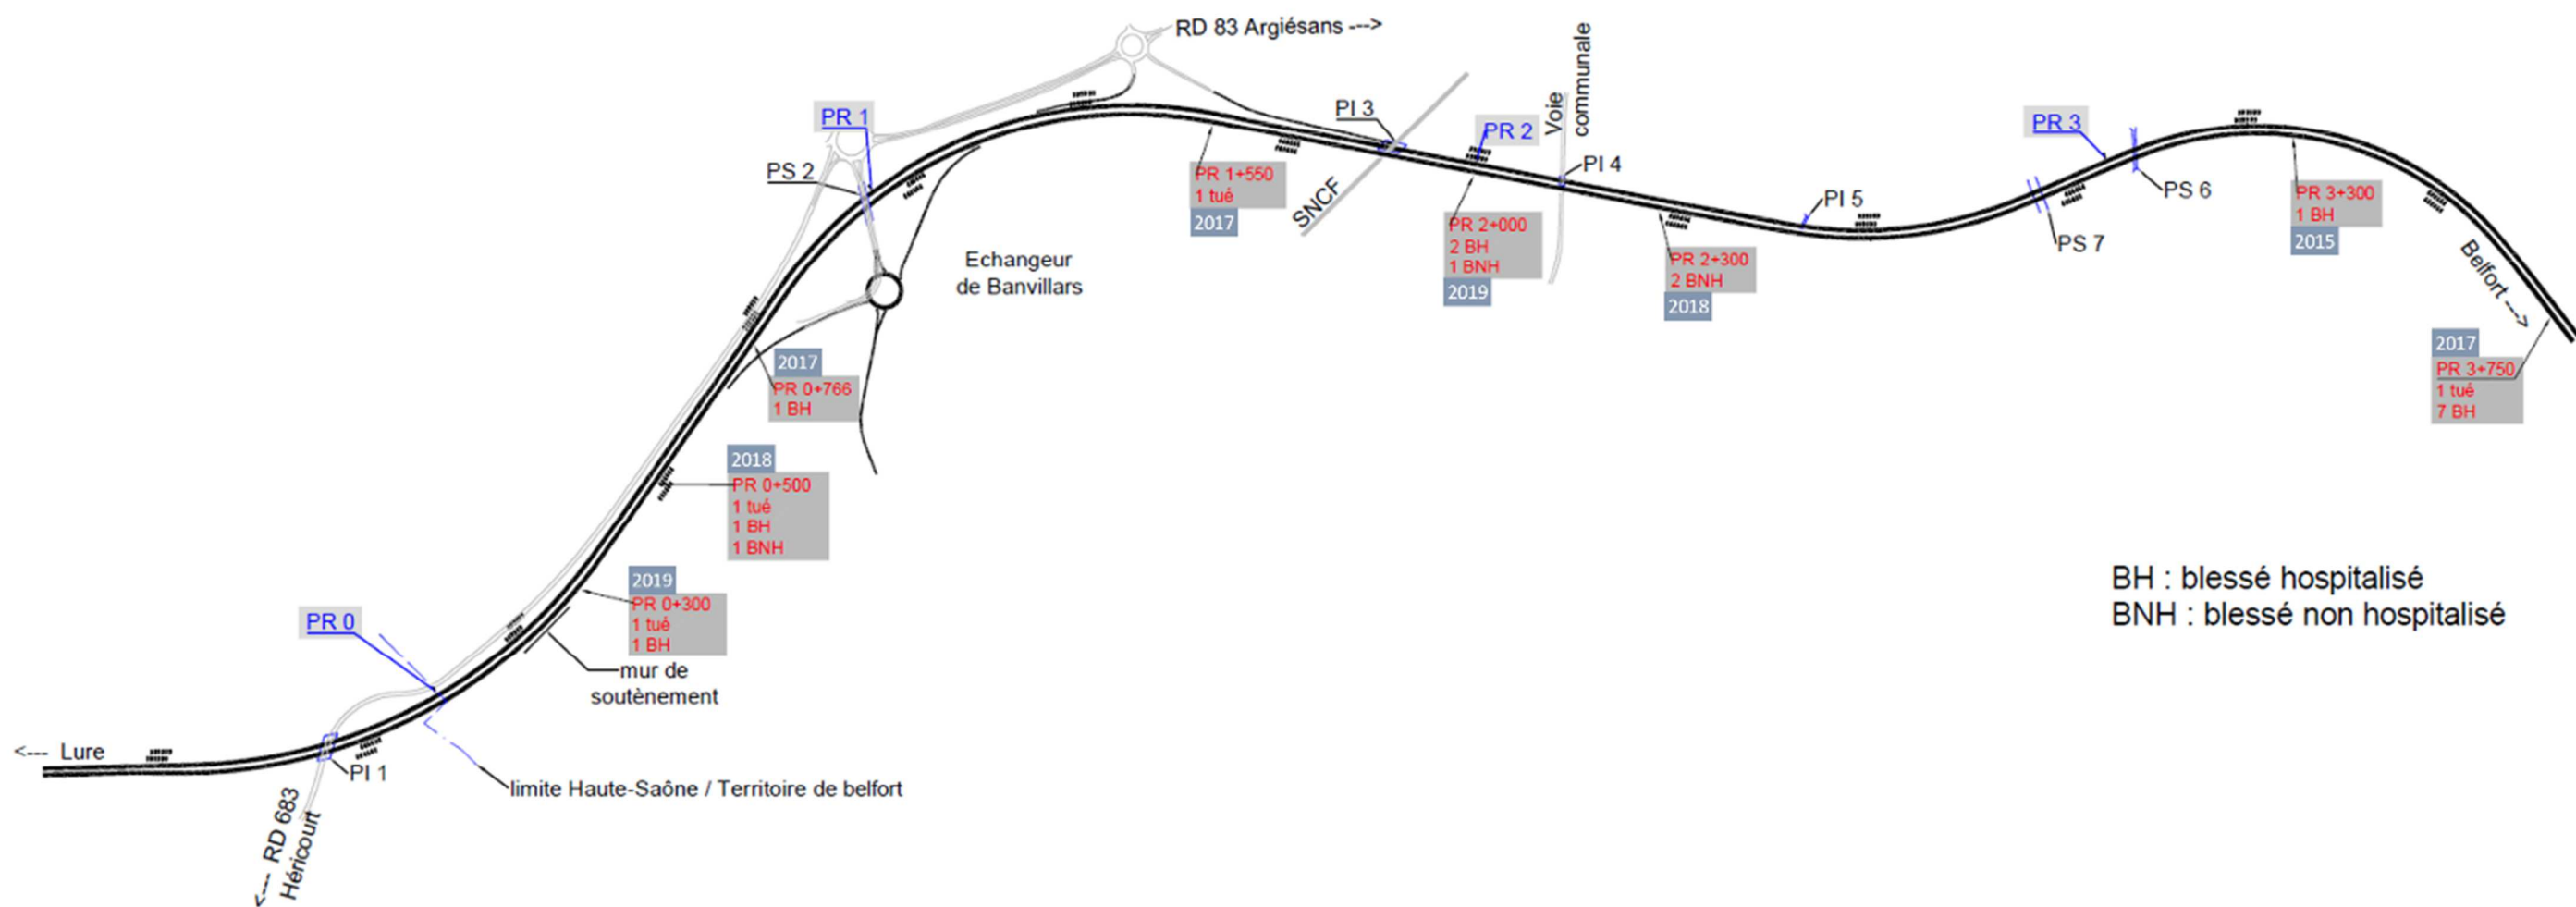 RD 83 Argiésans --->
PR 1
PS 2
PI 3
PR 2
Voie
communale
PI 4
PI 5
PR 3
PS 6
PS 7
SNCF
PR 1+550
1 tué
2017
PR 2+000
2 BH
1 BNH
2019
PR 2+300
2 BNH
2018
PR 3+300
1 BH
2015
Belfort --->
2017
PR 3+750
1 tué
7 BH
Echangeur
de Banvillars
2017
PR 0+766
1 BH
2018
PR 0+500
1 tué
1 BH
1 BNH
2019
PR 0+300
1 tué
1 BH
mur de
soutènement
PR 0
<--- Lure
PI 1
limite Haute-Saône / Territoire de belfort
<--- RD 683
Héricourt
BH : blessé hospitalisé
BNH : blessé non hospitalisé